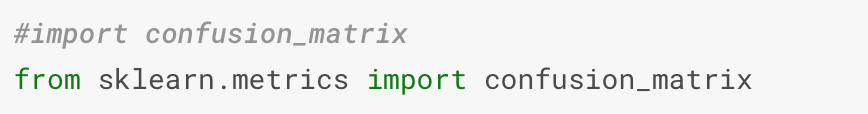 #import confusion_matrix
from sklearn.metrics import confusion_matrix